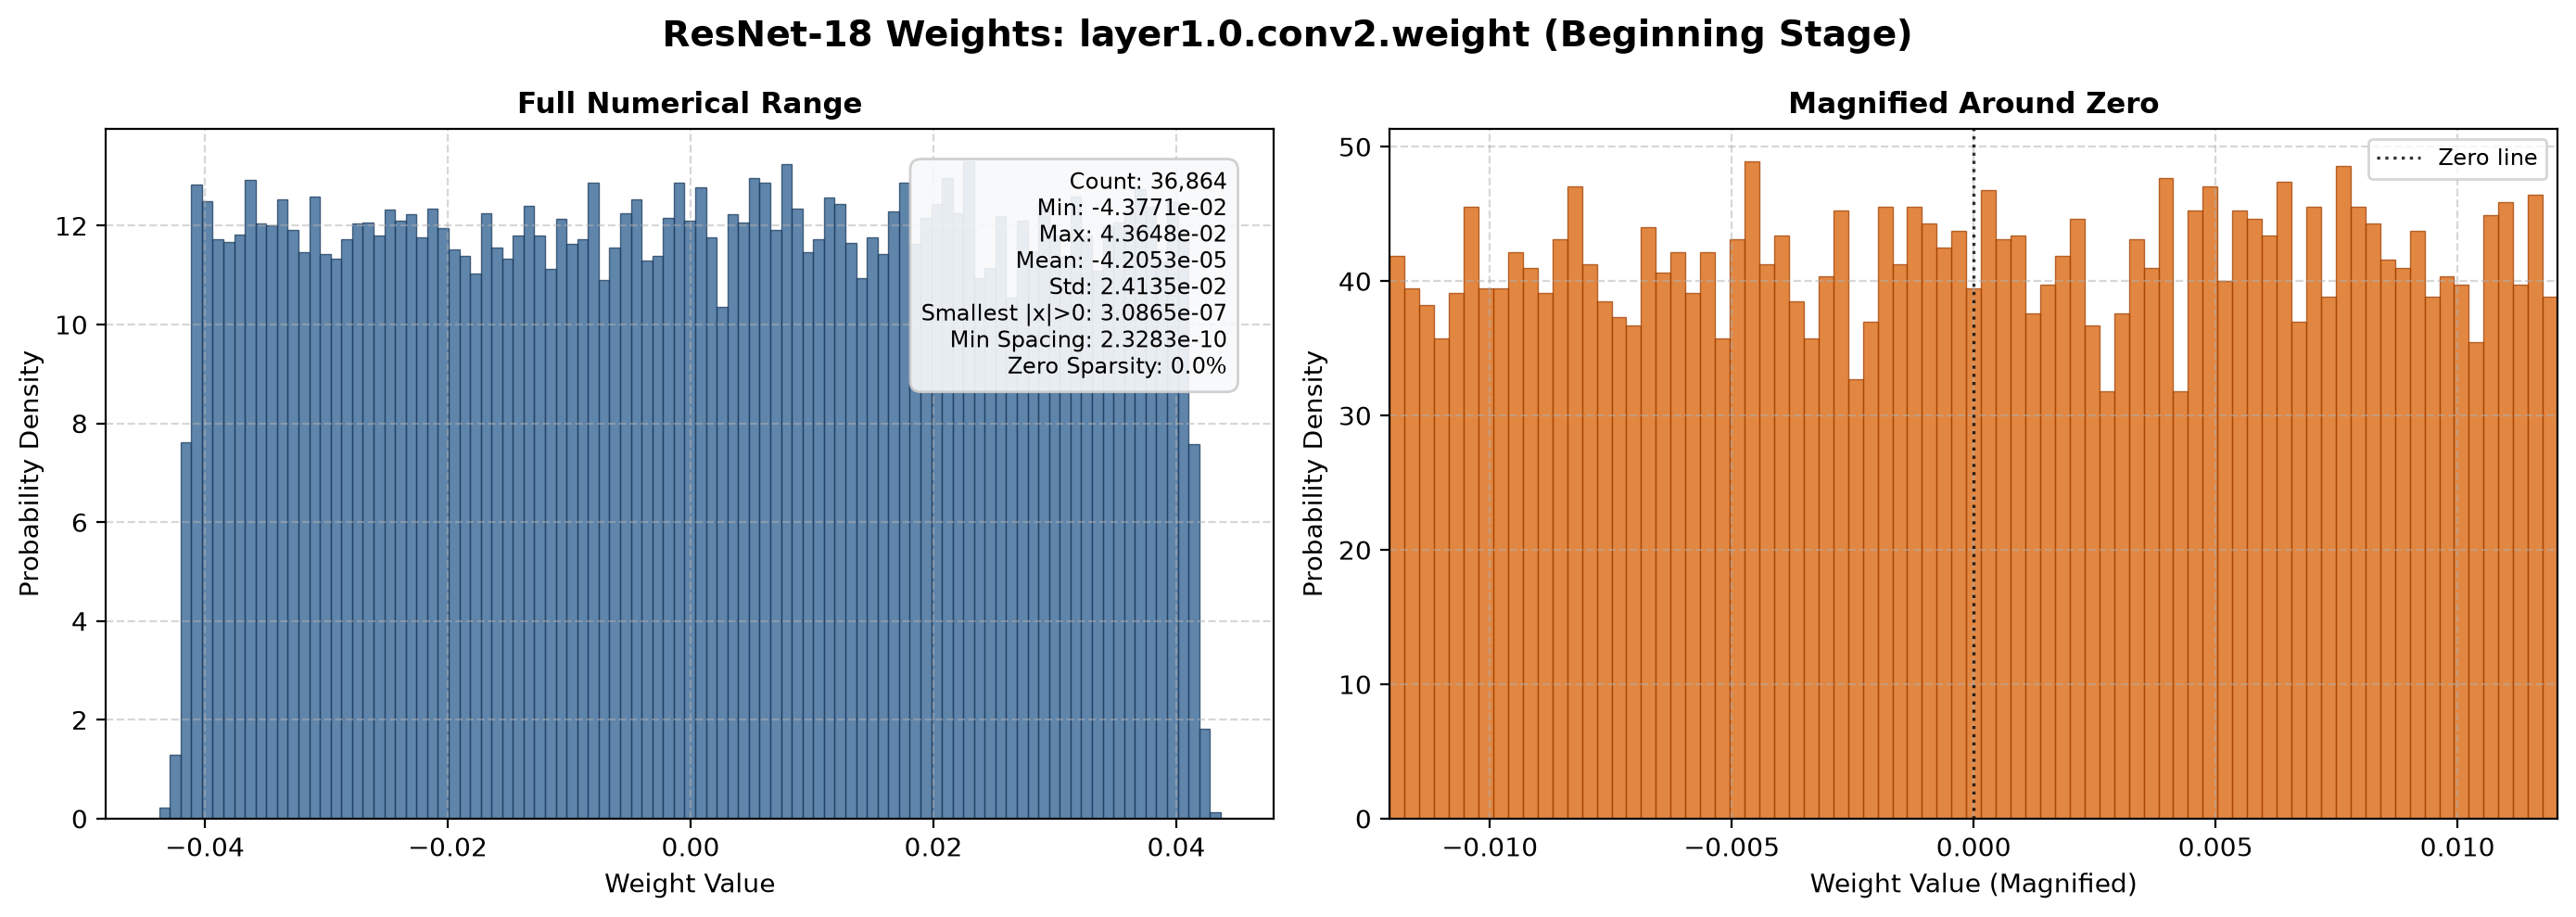 ResNet-18 Weights: layer1.0.conv2.weight (Beginning Stage)
Full Numerical Range
Probability Density
12
10
8
6
4
2
0
Count: 36,864
Min: -4.3771e-02
Max: 4.3648e-02
Mean: -4.2053e-05
Std: 2.4135e-02
Smallest |x|>0: 3.0865e-07
Min Spacing: 2.3283e-10
Zero Sparsity: 0.0%
−0.04 −0.02 0.00 0.02 0.04
Weight Value
Magnified Around Zero
Probability Density
50
40
30
20
10
0
Zero line
−0.010 −0.005 0.000 0.005 0.010
Weight Value (Magnified)